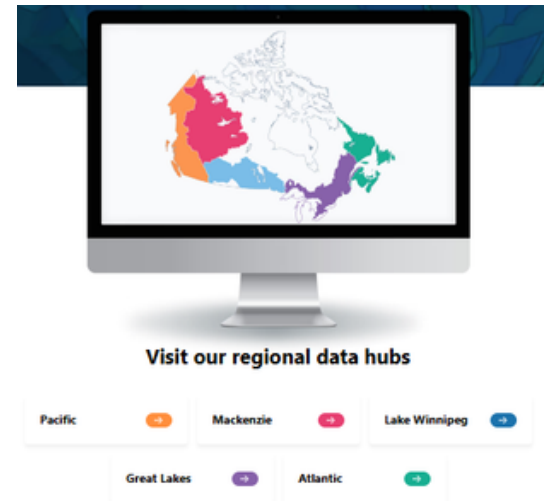 Visit our regional data hubs
Pacific
Mackenzie
Lake Winnipeg
Great Lakes
Atlantic